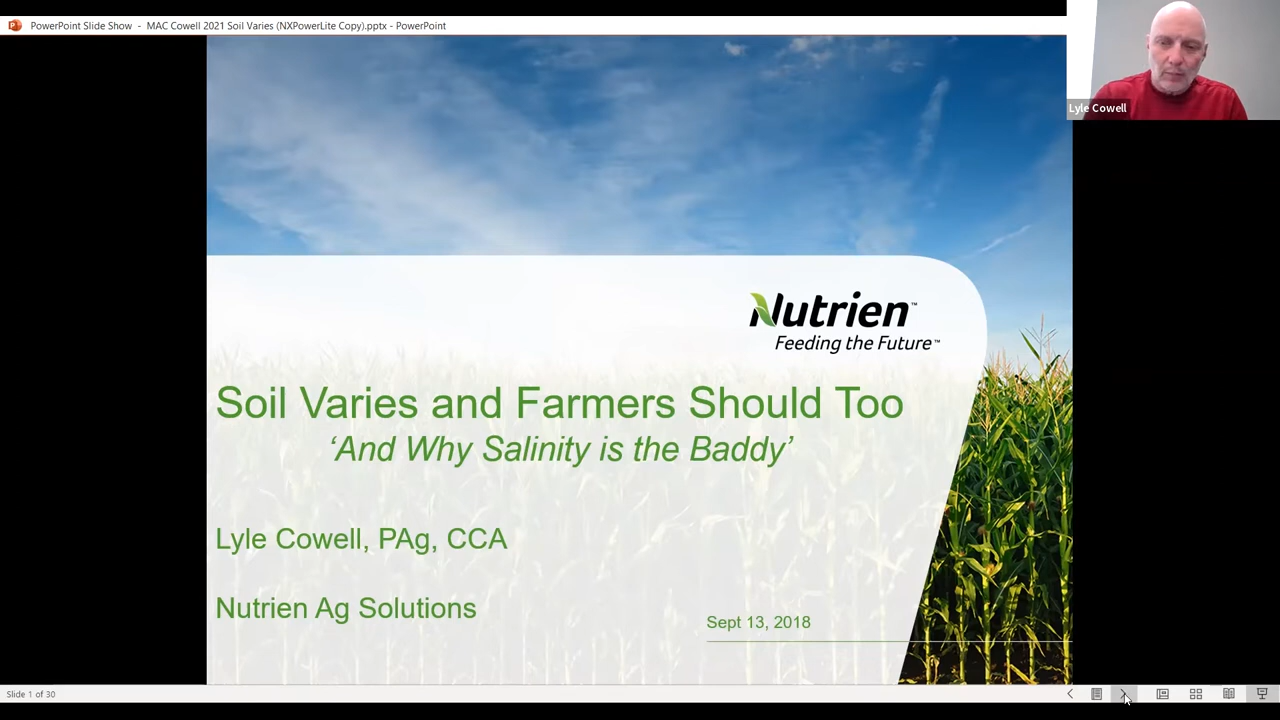 PowerPoint Slide Show - MAC Cowell 2021 Soil Varies (NXPowerLite Copy).pptx - PowerPoint
Lyle Cowell
Nutrien™
Feeding the Future™
Soil Varies and Farmers Should Too
‘And Why Salinity is the Baddy’
Lyle Cowell, PAg, CCA
Nutrien Ag Solutions
Sept 13, 2018
Slide 1 of 30